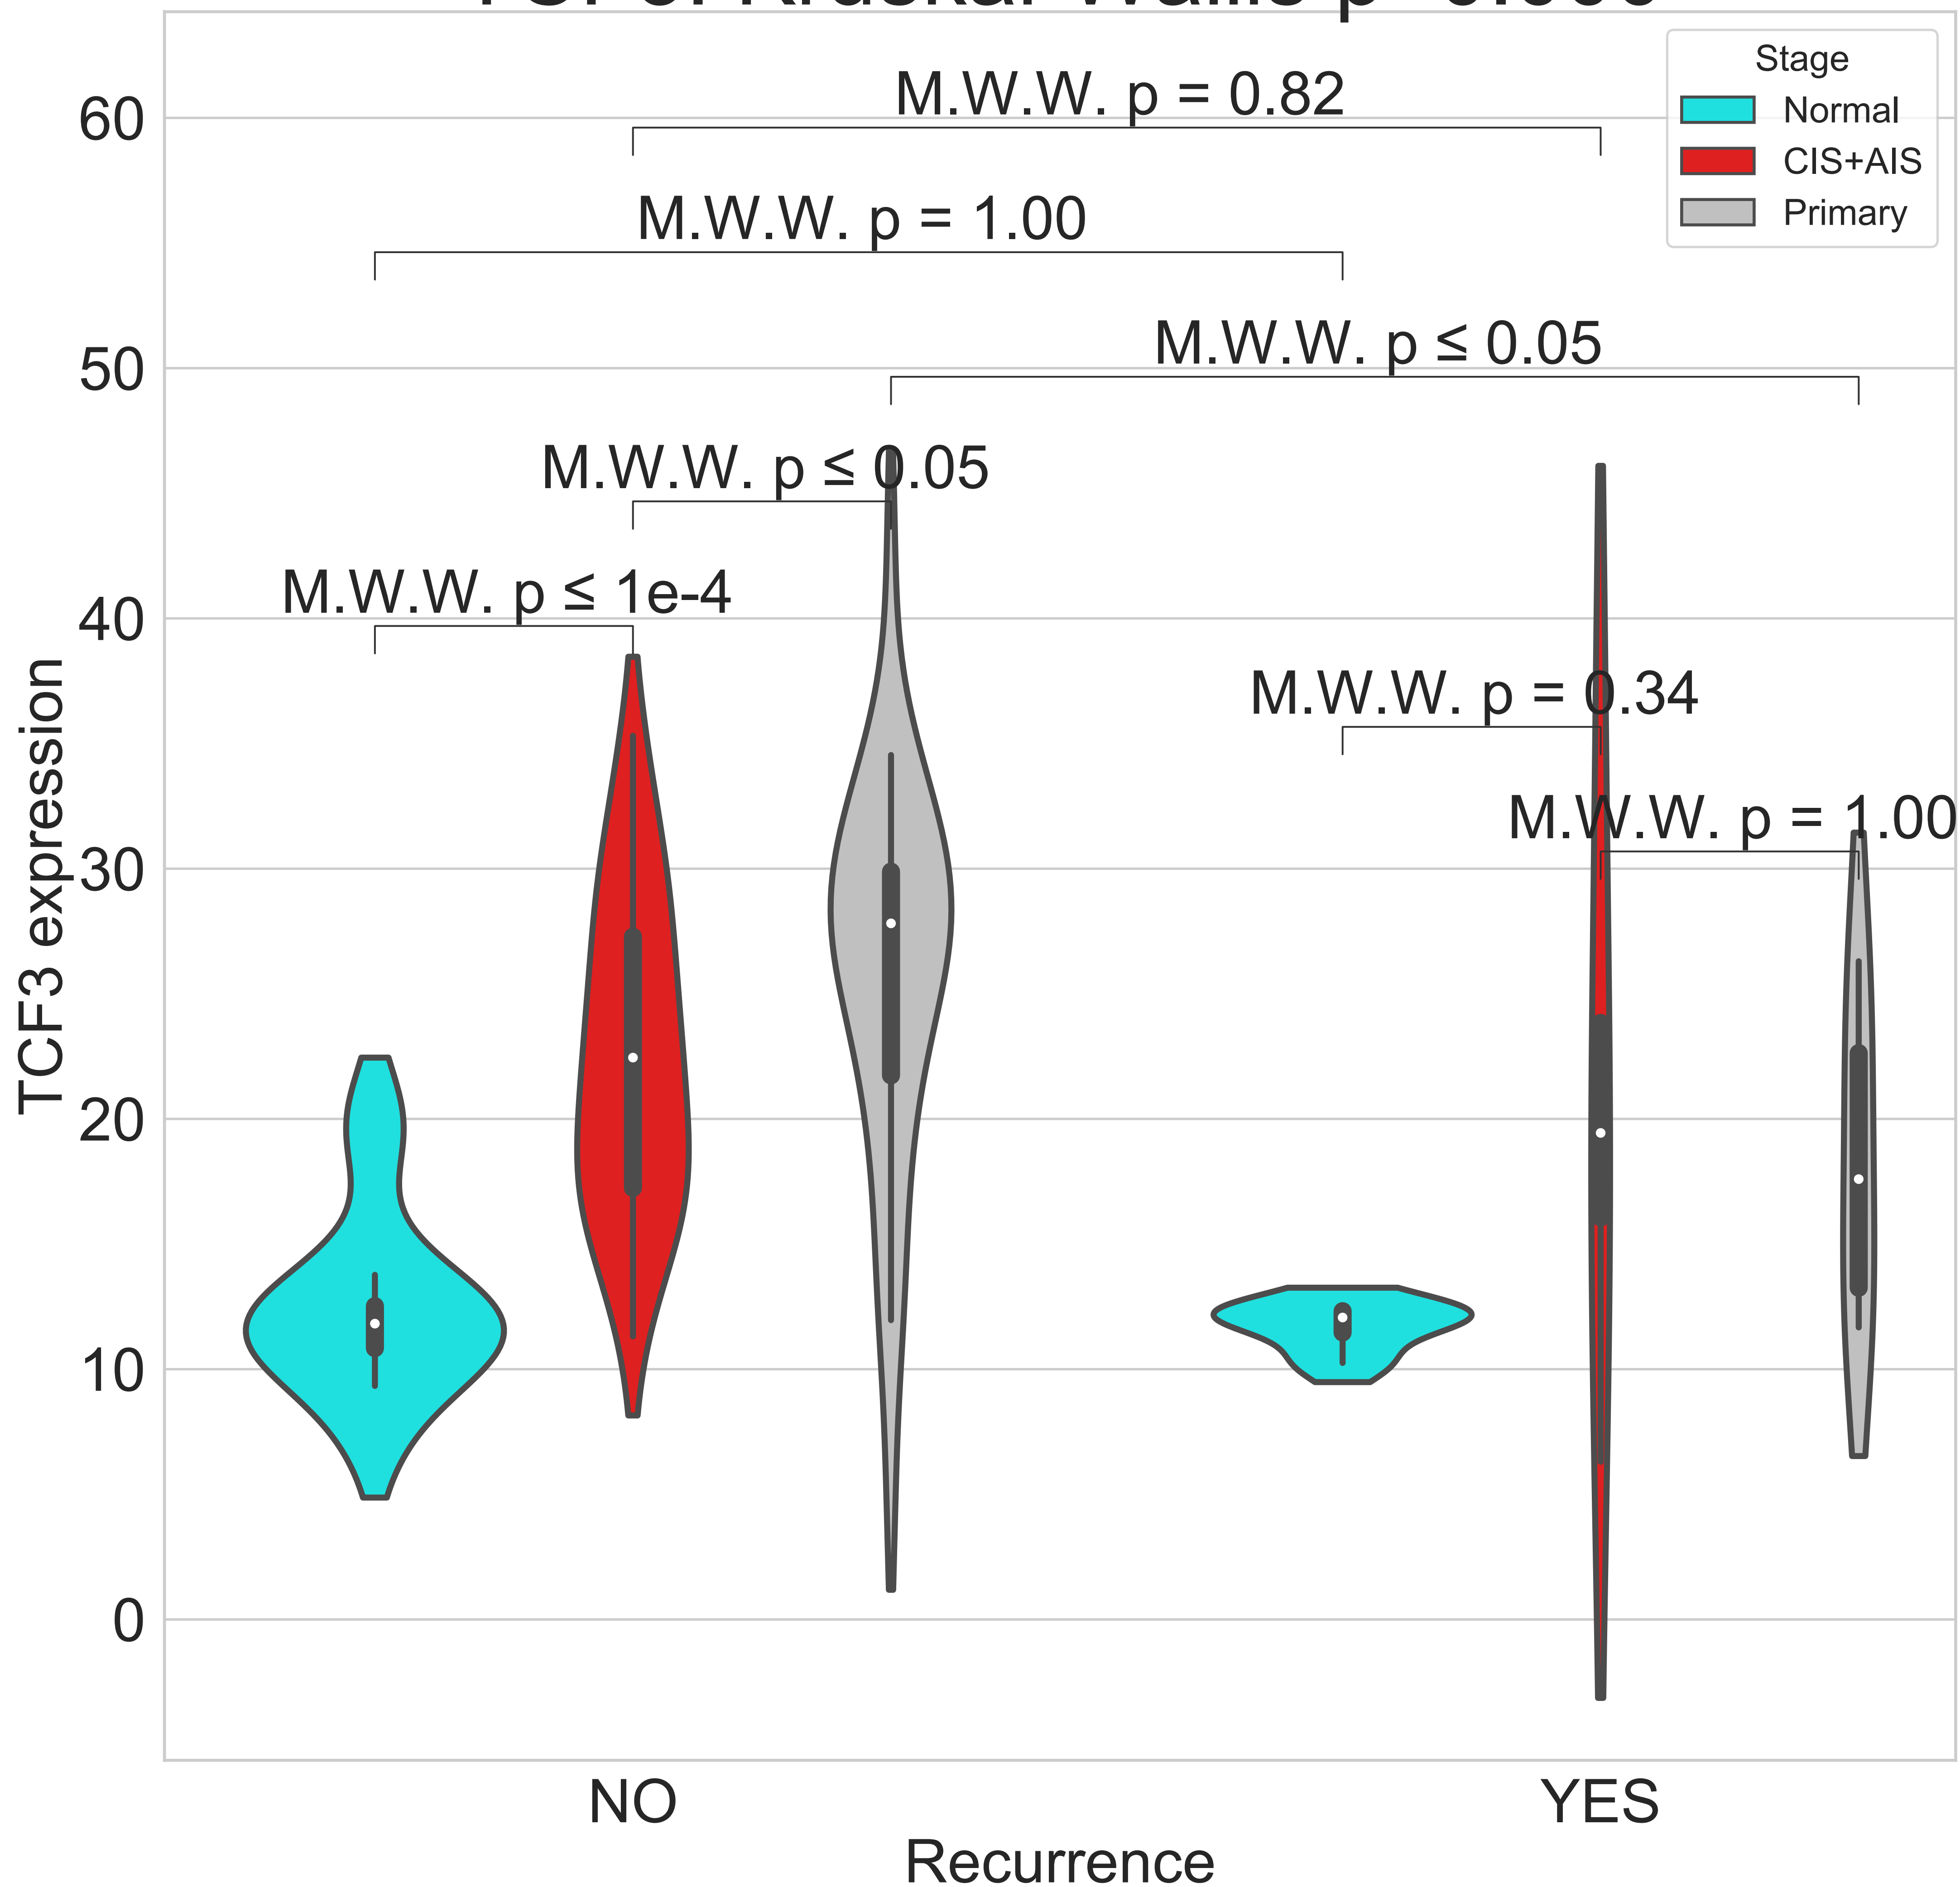 Stage
Normal
CIS+AIS
Primary
M.W.W. p = 0.82
M.W.W. p = 1.00
M.W.W. p ≤ 0.05
M.W.W. p ≤ 0.05
M.W.W. p ≤ 1e-4
M.W.W. p = 0.34
M.W.W. p = 1.00
60
50
40
30
20
10
0
TCF3 expression
NO
YES
Recurrence